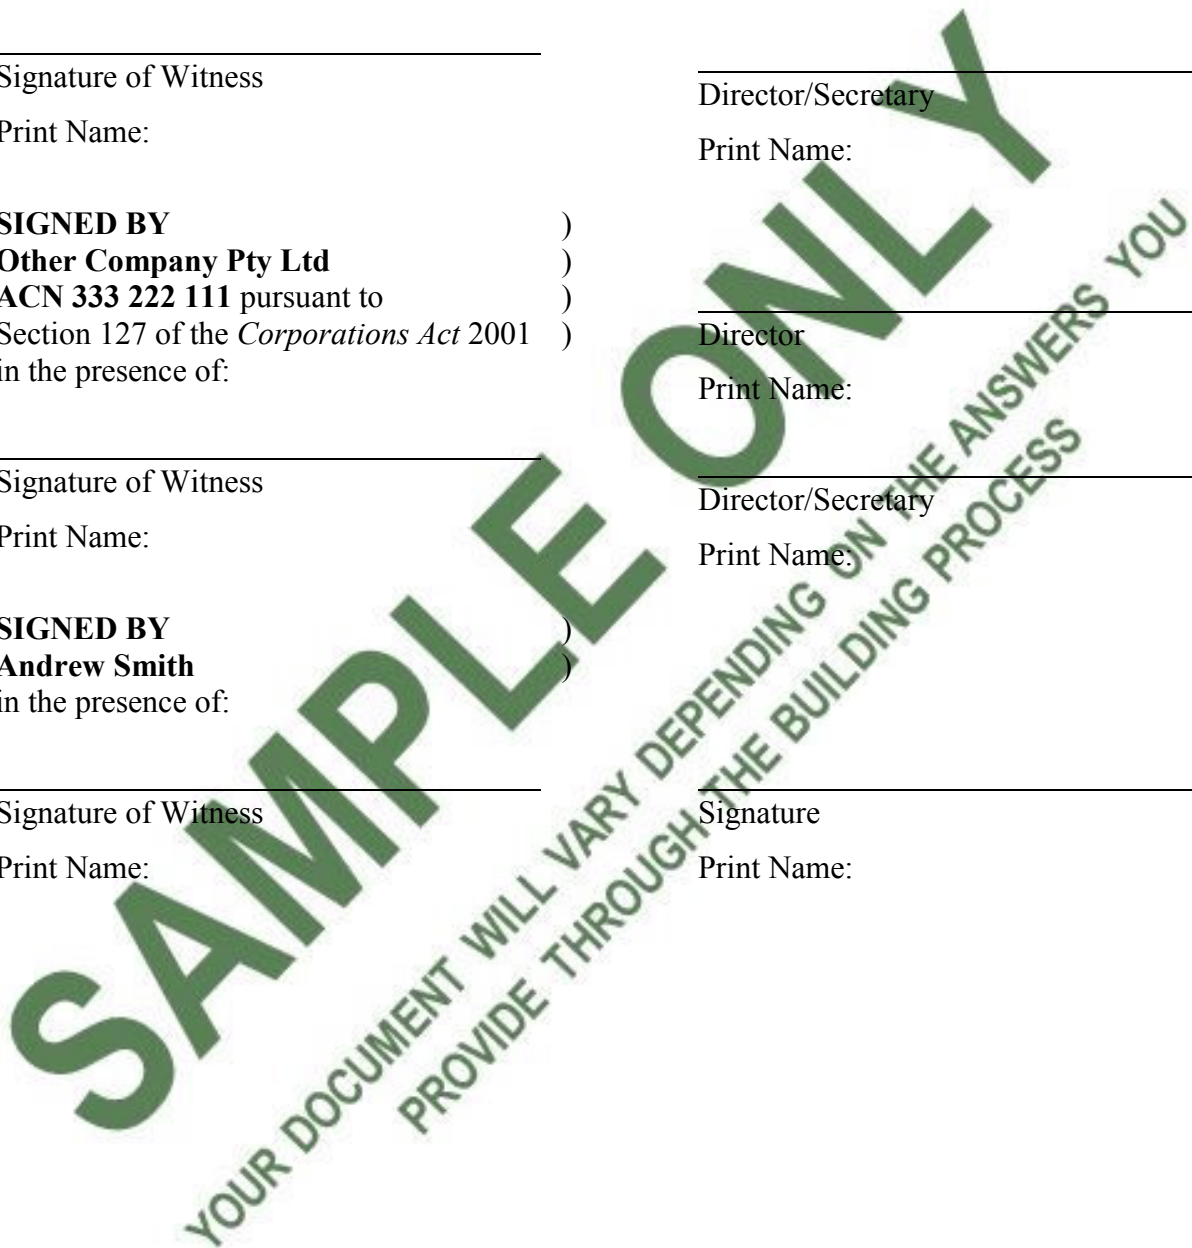 Signature of Witness
Print Name:
Director/Secretary
Print Name:
SIGNED BY )
Other Company Pty Ltd )
ACN 333 222 111 pursuant to )
Section 127 of the Corporations Act 2001 )
in the presence of:
Director
Print Name:
Signature of Witness
Print Name:
Director/Secretary
Print Name:
SIGNED BY )
Andrew Smith )
in the presence of:
Signature of Witness
Print Name:
Signature
Print Name:
SAMPLE ONLY
YOUR DOCUMENT WILL VARY DEPENDING ON THE ANSWERS YOU
PROVIDE THROUGH THE BUILDING PROCESS